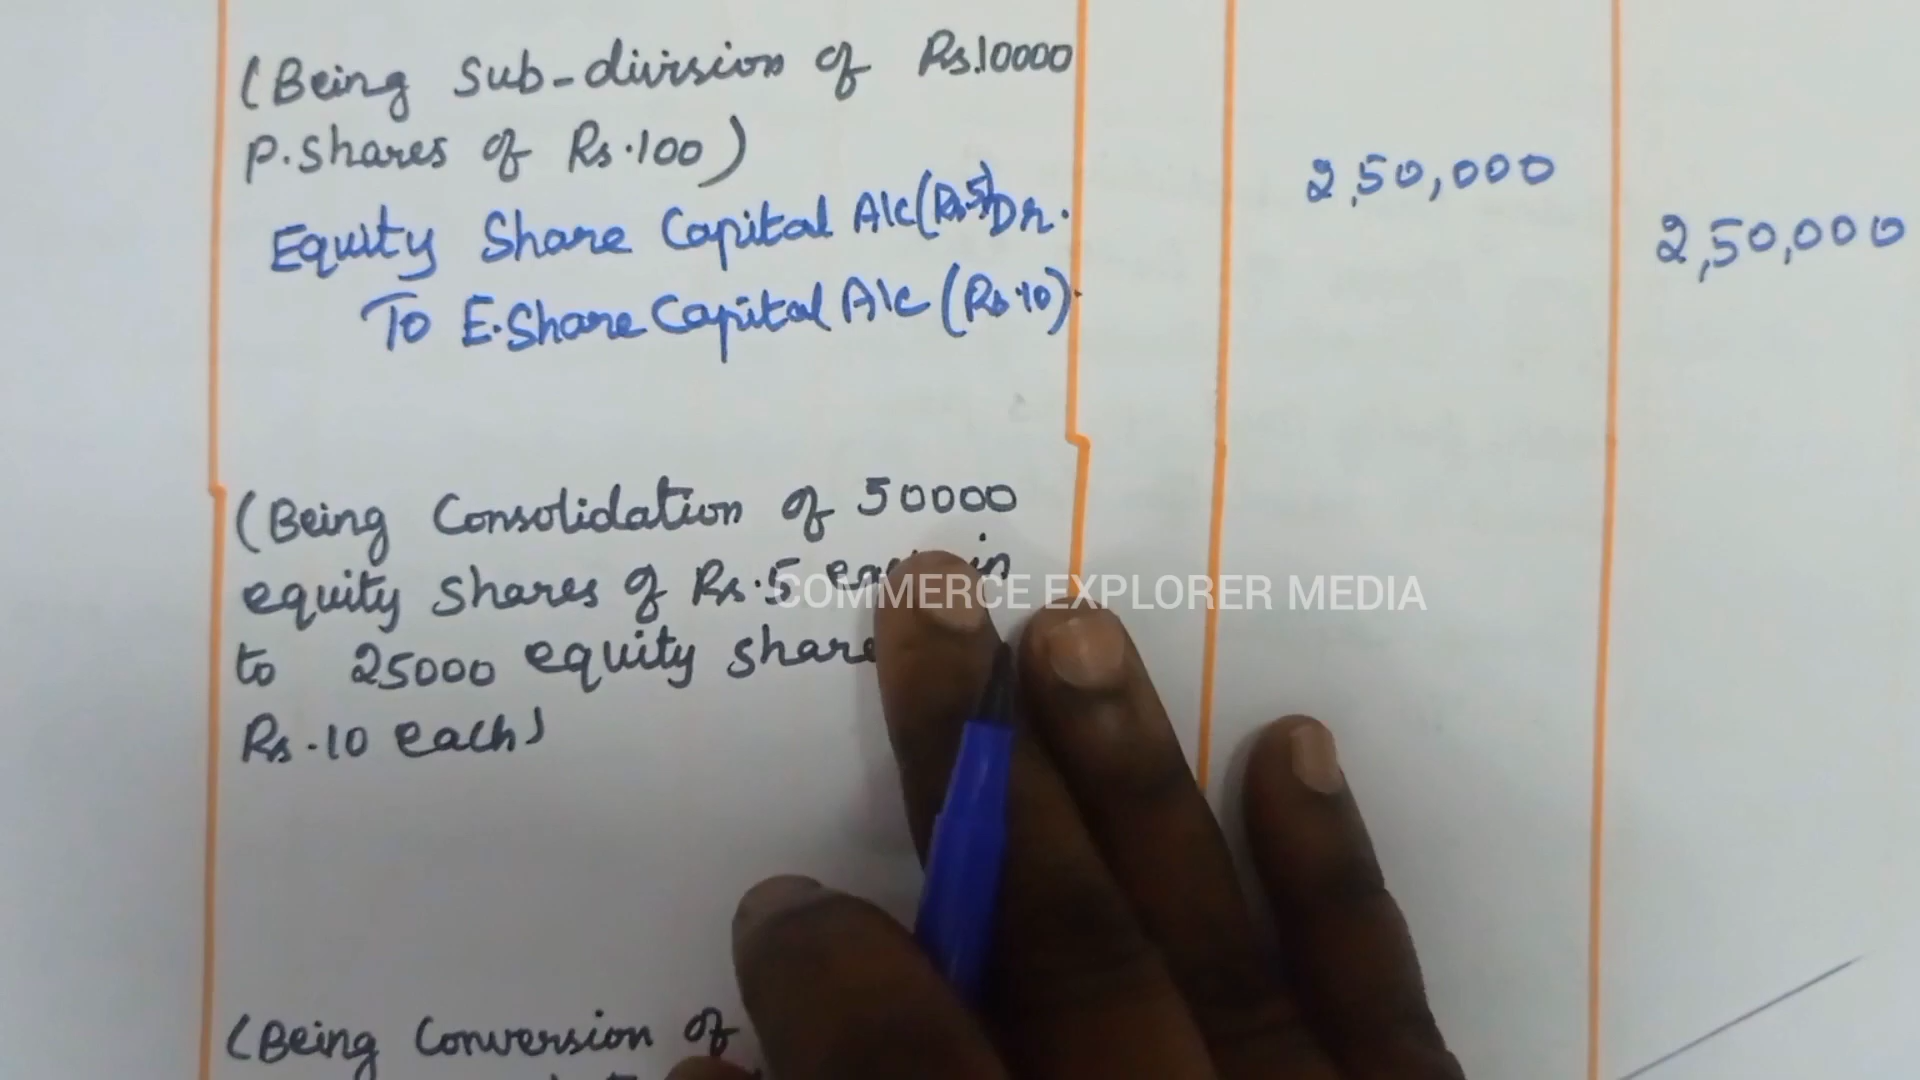 (Being Sub-division of Rs.10000
P.Shares of Rs.100)
2,50,000
Equity Share Capital A/c (Rs.5) Dr.
2,50,000
To E.Share Capital A/c (Rs.10).
(Being Consolidation of 50000
equity shares of Rs.5 in
to 25000 equity share
Rs.10 each)
COMMERCE EXPLORER MEDIA
(Being Conversion of